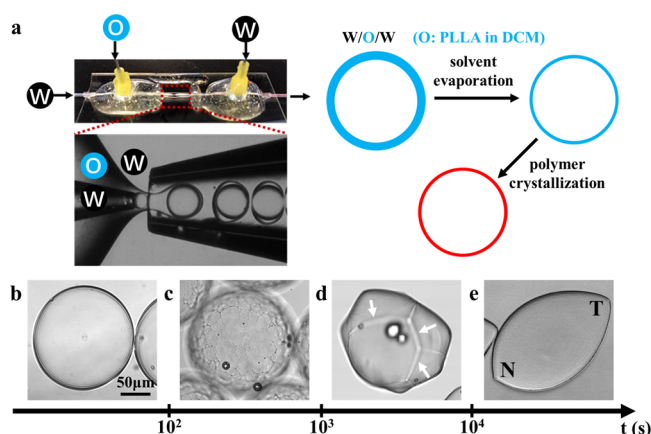 a
O
W
W
W/O/W (O: PLLA in DCM)
solvent
evaporation
O
W
W
polymer
crystallization
b
c
d
e
50μm
N
T
10²
10³
10⁴
t (s)